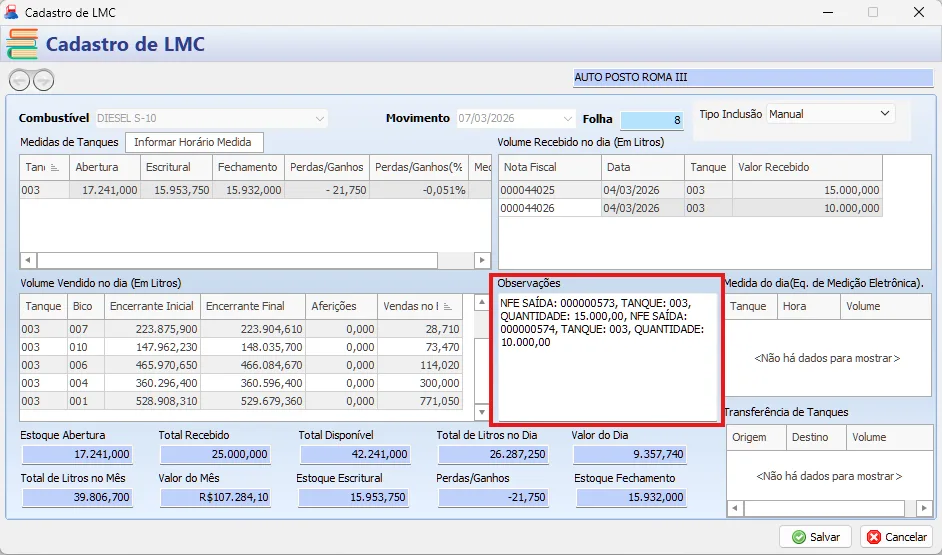 Cadastro de LMC
Cadastro de LMC
AUTO POSTO ROMA III
Combustível DIESEL S-10 Movimento 07/03/2026 Folha 8 Tipo Inclusão Manual
Medidas de Tanques Informar Horário Medida
Abertura Escritural Fechamento Perdas/Ganhos Perdas/Ganhos(%
003 17.241,000 15.953,750 15.932,000 - 21,750 -0,051%
Volume Recebido no dia (Em Litros)
Nota Fiscal Data Tanque Valor Recebido
000044025 04/03/2026 003 15.000,000
000044026 04/03/2026 003 10.000,000
Volume Vendido no dia (Em Litros)
Tanque Bico Encerrante Inicial Encerrante Final Aferições Vendas no
003 007 223.875,900 223.904,610 0,000 28,710
003 010 147.962,230 148.035,700 0,000 73,470
003 006 465.970,650 466.084,670 0,000 114,020
003 004 360.296,400 360.596,400 0,000 300,000
003 001 528.908,310 529.679,360 0,000 771,050
Observações
NFE SAÍDA: 000000573, TANQUE: 003,
QUANTIDADE: 15.000,00, NFE SAÍDA:
000000574, TANQUE: 003, QUANTIDADE:
10.000,00
Medida do dia(Eq. de Medição Eletrônica).
Tanque Hora Volume
<Não há dados para mostrar>
Transferência de Tanques
Origem Destino Volume
<Não há dados para mostrar>
Estoque Abertura Total Recebido Total Disponível Total de Litros no Dia Valor do Dia
17.241,000 25.000,000 42.241,000 26.287,250 9.357,740
Total de Litros no Mês Valor do Mês Estoque Escritural Perdas/Ganhos Estoque Fechamento
39.806,700 R$107.284,10 15.953,750 -21,750 15.932,000
Salvar Cancelar